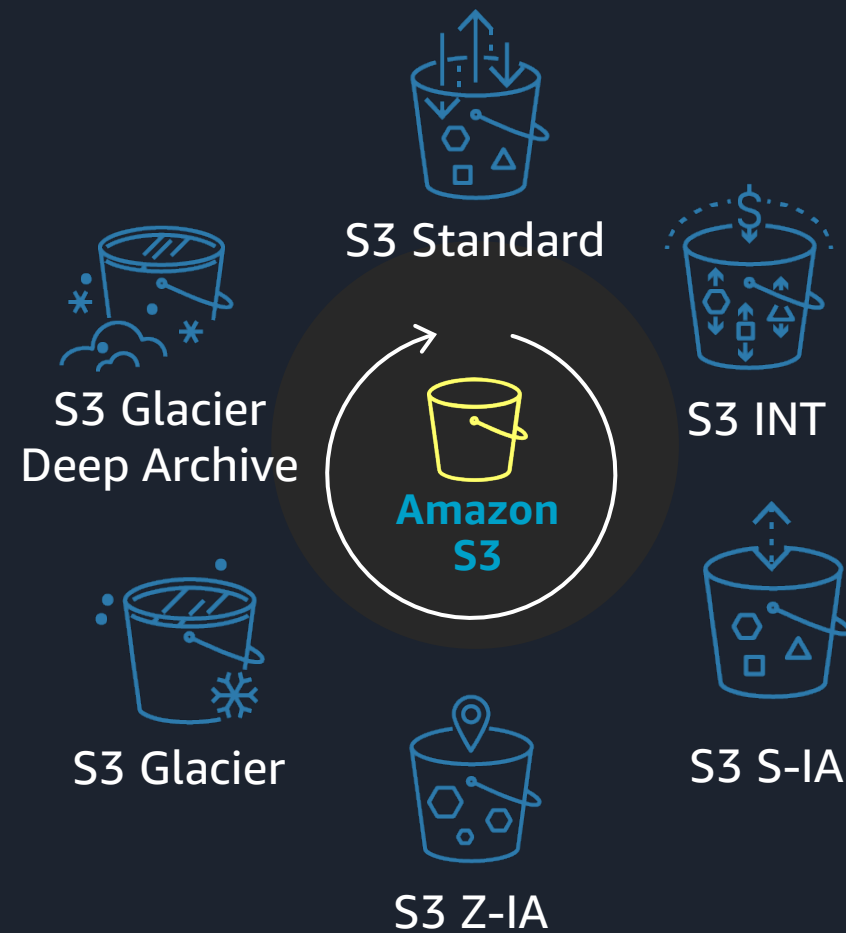 S3 Standard
S3 INT
S3 S-IA
S3 Z-IA
S3 Glacier
S3 Glacier
Deep Archive
Amazon
S3
$